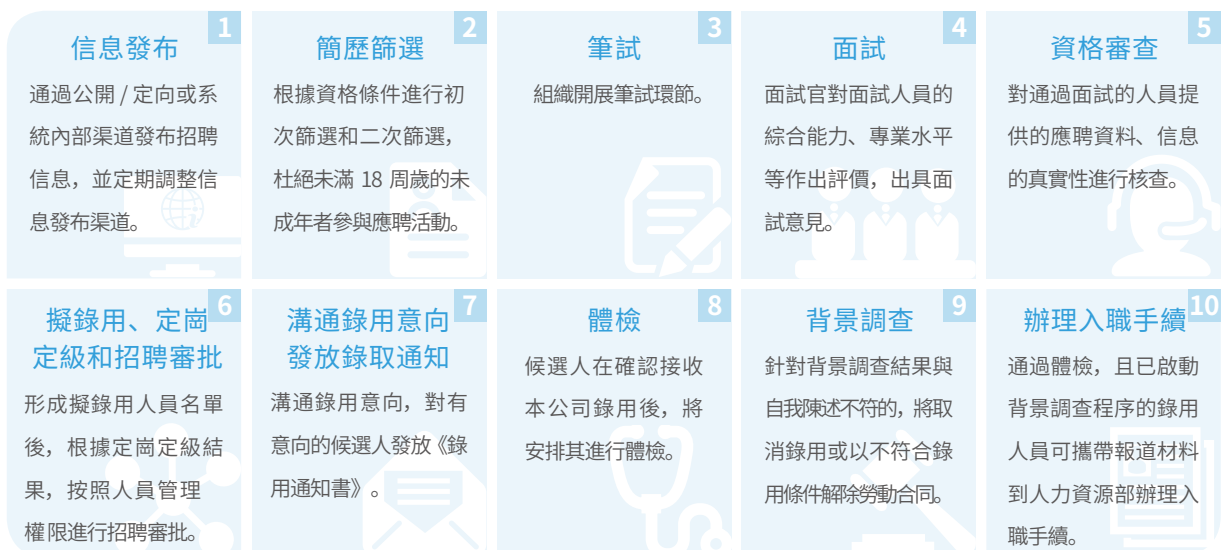 1
信息發布
通過公開 / 定向或系
統內部渠道發布招聘
信息，並定期調整信
息發布渠道。
2
簡歷篩選
根據資格條件進行初
次篩選和二次篩選，
杜絕未滿 18 周歲的未
成年者參與應聘活動。
3
筆試
組織開展筆試環節。
4
面試
面試官對面試人員的
綜合能力、專業水平
等作出評價，出具面
試意見。
5
資格審查
對通過面試的人員提
供的應聘資料、信息
的真實性進行核查。
6
擬錄用、定崗
定級和招聘審批
形成擬錄用人員名單
後，根據定崗定級結
果，按照人員管理
權限進行招聘審批。
7
溝通錄用意向
發放錄取通知
溝通錄用意向，對有
意向的候選人發放《錄
用通知書》。
8
體檢
候選人在確認接收
本公司錄用後，將
安排其進行體檢。
9
背景調查
針對背景調查結果與
自我陳述不符的，將取
消錄用或以不符合錄
用條件解除勞動合同。
10
辦理入職手續
通過體檢，且已啟動
背景調查程序的錄用
人員可攜帶報道材料
到人力資源部辦理入
職手續。